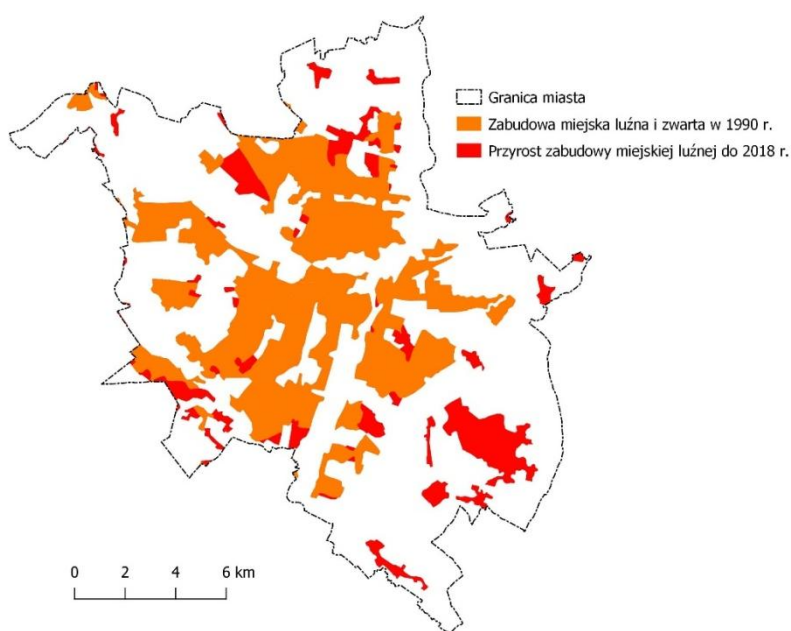 Granica miasta
Zabudowa miejska luźna i zwarta w 1990 r.
Przyrost zabudowy miejskiej luźnej do 2018 r.
0 2 4 6 km